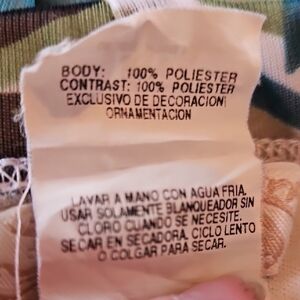 BODY: 100% POLIESTER
CONTRAST: 100% POLIESTER
EXCLUSIVO DE DECORACION
ORNAMENTACION
LAVAR A MANO CON AGUA FRIA.
USAR SOLAMENTE BLANQUEADOR SIN
CLORO CUANDO SE NECESITE.
SECAR EN SECADORA, CICLO LENTO
O COLGAR PARA SECAR.